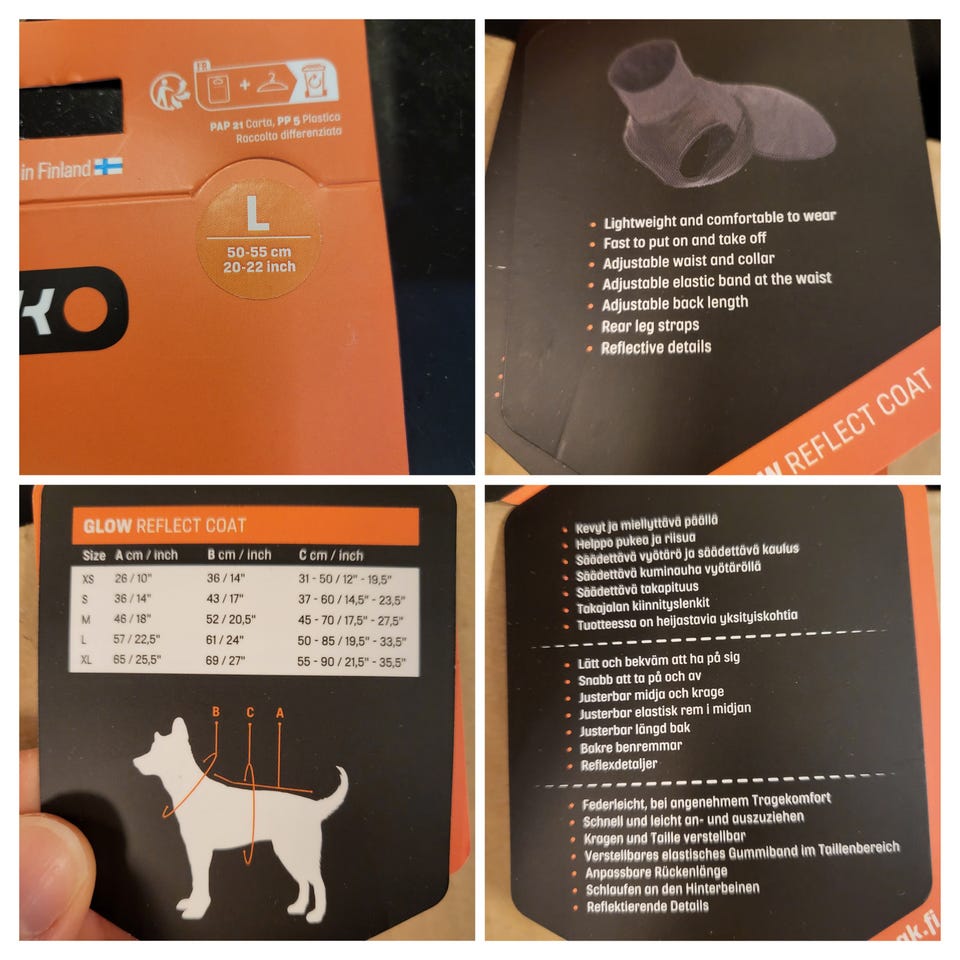 FR
PAP 21 Carta, PP 5 Plastica
Raccolta differenziata
in Finland
L
50-55 cm
20-22 inch
• Lightweight and comfortable to wear
• Fast to put on and take off
• Adjustable waist and collar
• Adjustable elastic band at the waist
• Adjustable back length
• Rear leg straps
• Reflective details
REFLECT COAT
GLOW REFLECT COAT
Size A cm / inch B cm / inch C cm / inch
XS 26 / 10" 36 / 14" 31 - 50 / 12" - 19,5"
S 36 / 14" 43 / 17" 37 - 60 / 14,5" - 23,5"
M 46 / 18" 52 / 20,5" 45 - 70 / 17,5" - 27,5"
L 57 / 22,5" 61 / 24" 50 - 85 / 19,5" - 33,5"
XL 65 / 25,5" 69 / 27" 55 - 90 / 21,5" - 35,5"
B C A
• Kevyt ja miellyttävä päällä
• Helppo pukea ja riisua
• Säädettävä vyötärö ja säädettävä kaulus
• Säädettävä kuminauha vyötäröllä
• Säädettävä takapituus
• Takajalan kiinnityslenkit
• Tuotteessa on heijastavia yksityiskohtia
• Lätt och bekväm att ha på sig
• Snabb att ta på och av
• Justerbar midja och krage
• Justerbar elastisk rem i midjan
• Justerbar längd bak
• Bakre benremmar
• Reflexdetaljer
• Federleicht, bei angenehmem Tragekomfort
• Schnell und leicht an- und auszuziehen
• Kragen und Taille verstellbar
• Verstellbares elastisches Gummiband im Taillenbereich
• Anpassbare Rückenlänge
• Schlaufen an den Hinterbeinen
• Reflektierende Details